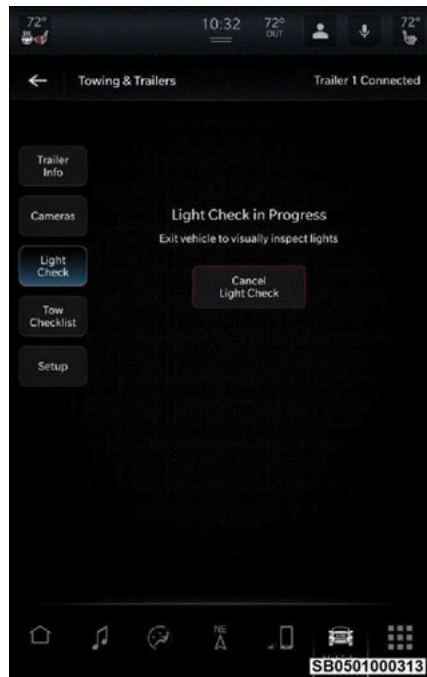 72°
10:32
72°
OUT
72°
Towing & Trailers
Trailer 1 Connected
Trailer
Info
Cameras
Light
Check
Tow
Checklist
Setup
Light Check in Progress
Exit vehicle to visually inspect lights
Cancel
Light Check
NE
SB0501000313